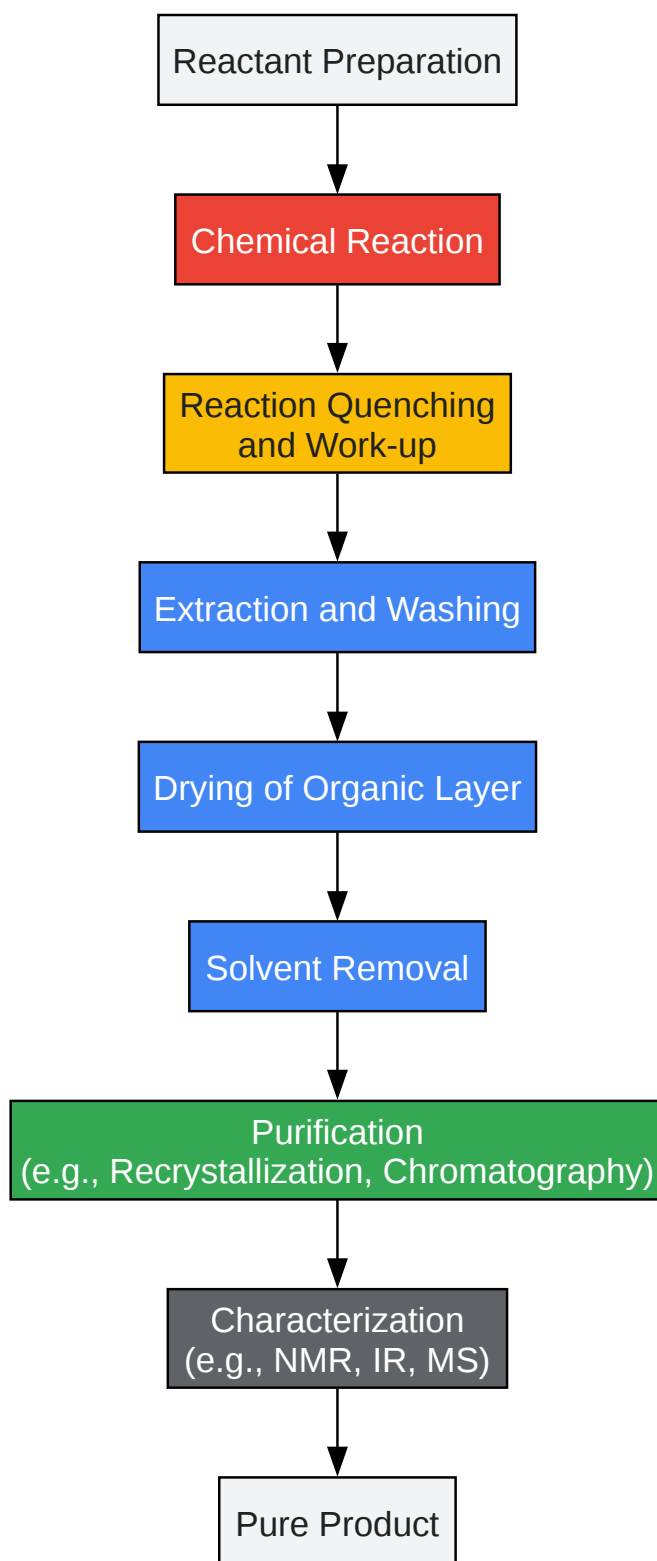 Reactant Preparation
Chemical Reaction
Reaction Quenching
and Work-up
Extraction and Washing
Drying of Organic Layer
Solvent Removal
Purification
(e.g., Recrystallization, Chromatography)
Characterization
(e.g., NMR, IR, MS)
Pure Product